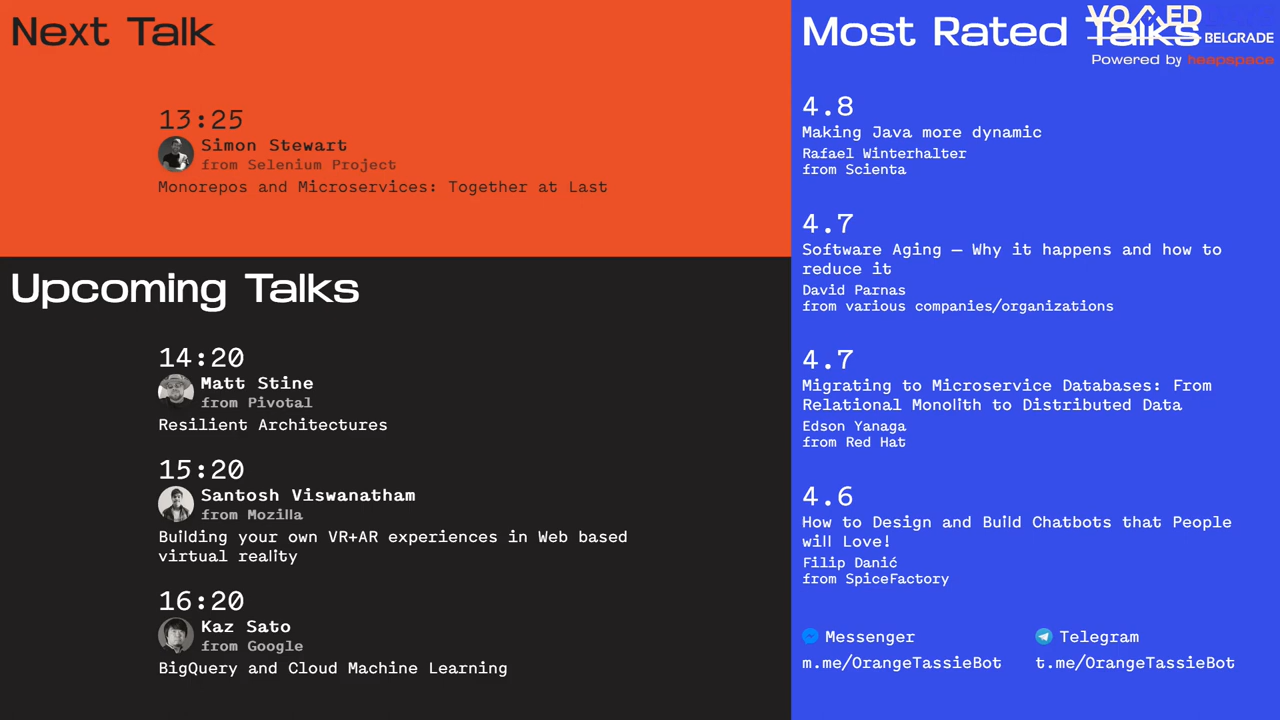 Next Talk
13:25
Simon Stewart
from Selenium Project
Monorepos and Microservices: Together at Last
Upcoming Talks
14:20
Matt Stine
from Pivotal
Resilient Architectures
15:20
Santosh Viswanatham
from Mozilla
Building your own VR+AR experiences in Web based
virtual reality
16:20
Kaz Sato
from Google
BigQuery and Cloud Machine Learning
Most Rated Talks
BELGRADE
Powered by heapspace
4.8
Making Java more dynamic
Rafael Winterhalter
from Scienta
4.7
Software Aging — Why it happens and how to
reduce it
David Parnas
from various companies/organizations
4.7
Migrating to Microservice Databases: From
Relational Monolith to Distributed Data
Edson Yanaga
from Red Hat
4.6
How to Design and Build Chatbots that People
will Love!
Filip Danić
from SpiceFactory
Messenger
m.me/OrangeTassieBot
Telegram
t.me/OrangeTassieBot